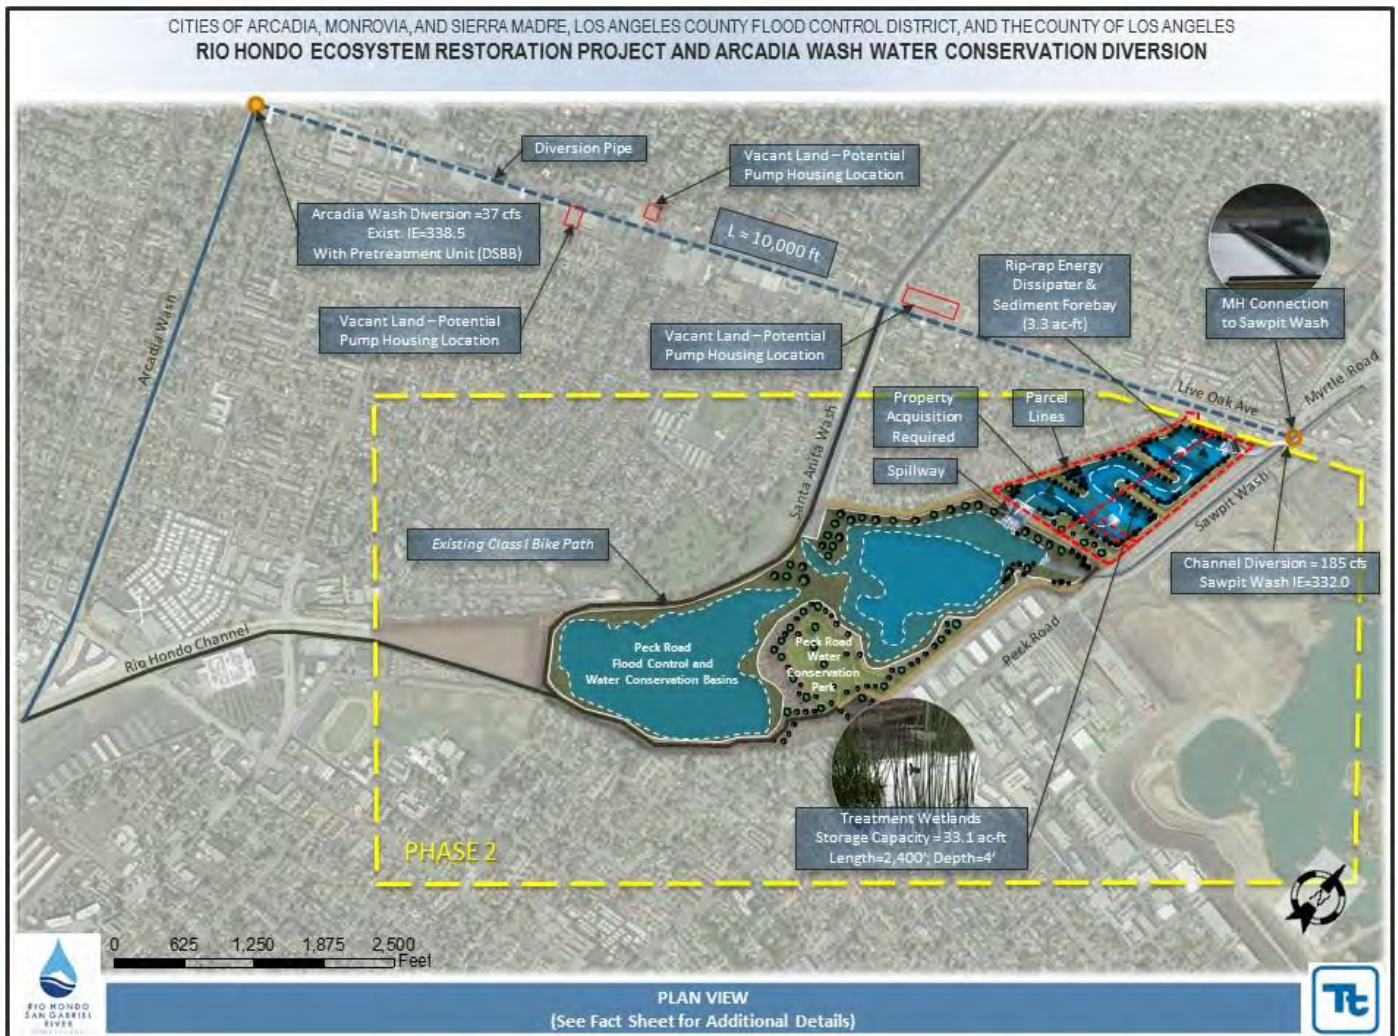 CITIES OF ARCADIA, MONROVIA, AND SIERRA MADRE, LOS ANGELES COUNTY FLOOD CONTROL DISTRICT, AND THE COUNTY OF LOS ANGELES
RIO HONDO ECOSYSTEM RESTORATION PROJECT AND ARCADIA WASH WATER CONSERVATION DIVERSION
Diversion Pipe
Vacant Land – Potential
Pump Housing Location
Arcadia Wash Diversion =37 cfs
Exist. IE=338.5
With Pretreatment Unit (DSBB)
L = 10,000 ft
Rip-rap Energy
Dissipater &
Sediment Forebay
(3.3 ac-ft)
MH Connection
to Sawpit Wash
Vacant Land – Potential
Pump Housing Location
Vacant Land – Potential
Pump Housing Location
Arcadia Wash
Live Oak Ave
Myrtle Road
Property
Acquisition
Required
Parcel
Lines
Spillway
Santa Anita Wash
Sawpit Wash
Existing Class I Bike Path
Channel Diversion = 185 cfs
Sawpit Wash IE=332.0
Rio Hondo Channel
Peck Road
Flood Control and
Water Conservation Basins
Peck Road
Water
Conservation
Park
Peck Road
Treatment Wetlands
Storage Capacity = 33.1 ac-ft
Length=2,400'; Depth=4'
PHASE 2
N
0 625 1,250 1,875 2,500
Feet
RIO HONDO
SAN GABRIEL
RIVER
PLAN VIEW
(See Fact Sheet for Additional Details)
Tt